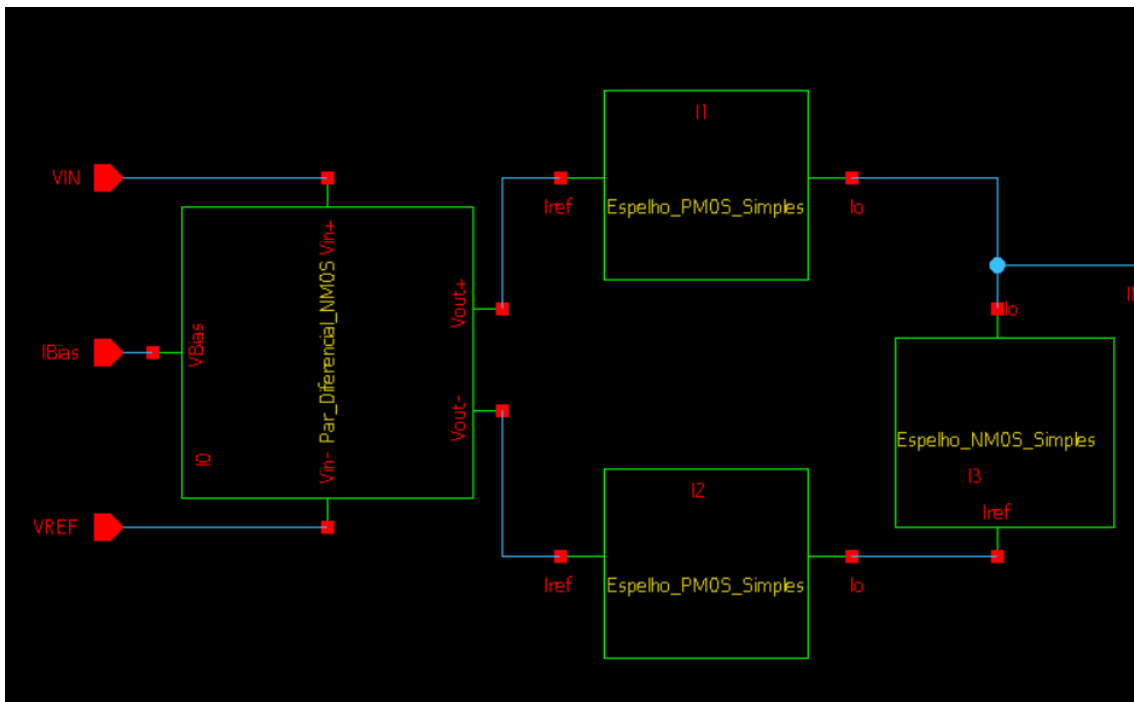 I1
VIN
Vin+
Espelho_PMOS_Simples
Iref
Io
Par_Diferencial_NMOS
Vout+
Io
IBias
VBias
Vout-
Espelho_NMOS_Simples
I0
Vin-
I2
I3
Iref
VREF
Iref
Espelho_PMOS_Simples
Io